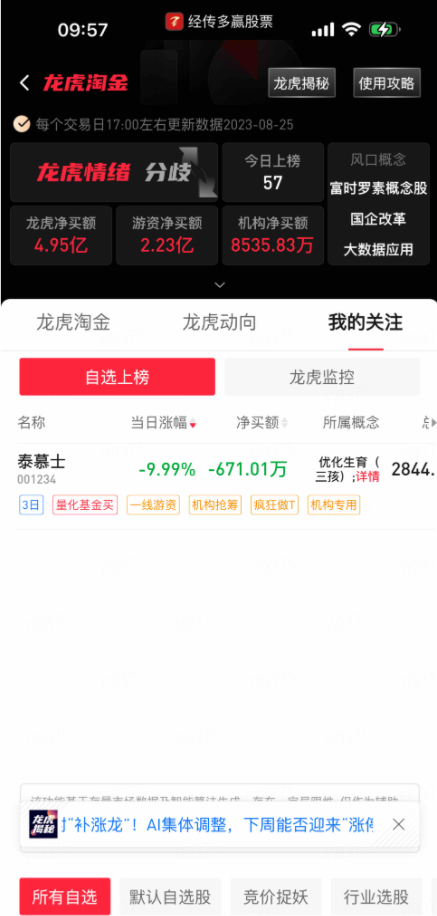 09:57
经传多赢股票
龙虎淘金
龙虎揭秘
使用攻略
每个交易日17:00左右更新数据2023-08-25
龙虎情绪 分歧
今日上榜
57
风口概念
富时罗素概念股
国企改革
大数据应用
龙虎净买额
4.95亿
游资净买额
2.23亿
机构净买额
8535.83万
龙虎淘金
龙虎动向
我的关注
自选上榜
龙虎监控
名称
当日涨幅
净买额
所属概念
泰慕士
001234
-9.99%
-671.01万
优化生育（
三孩）;详情
2844.
3日
量化基金买
一线游资
机构抢筹
疯狂做T
机构专用
龙虎揭秘
"补涨龙"！AI集体调整，下周能否迎来"涨停
所有自选
默认自选股
竞价捉妖
行业选股